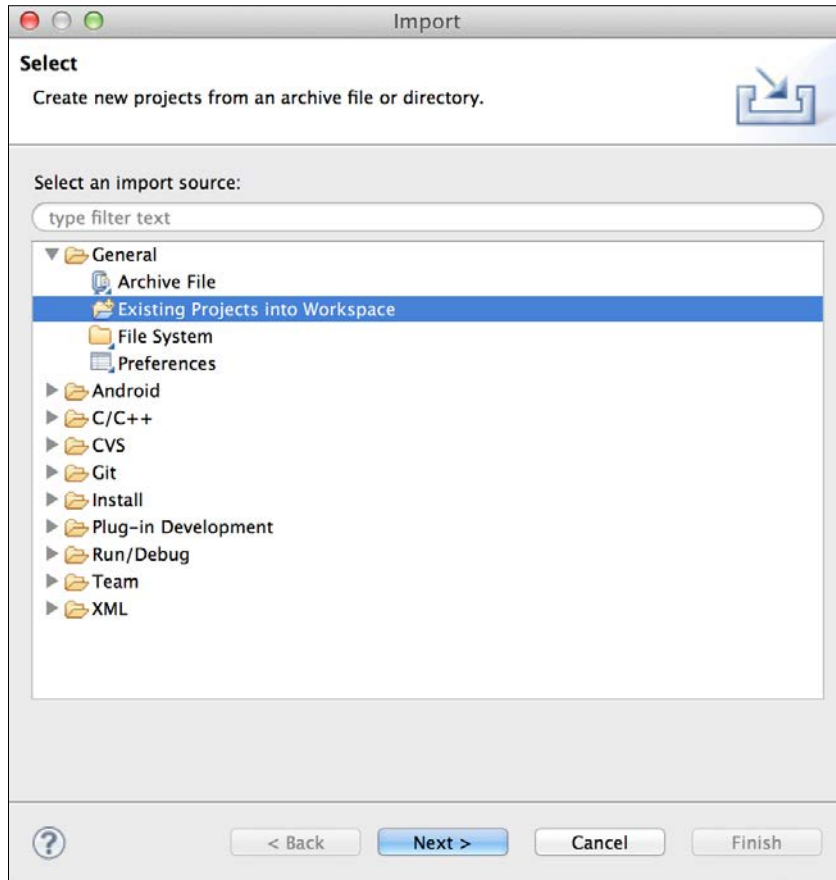 Import
Select
Create new projects from an archive file or directory.
Select an import source:
type filter text
General
Archive File
Existing Projects into Workspace
File System
Preferences
Android
C/C++
CVS
Git
Install
Plug-in Development
Run/Debug
Team
XML
?
< Back
Next >
Cancel
Finish